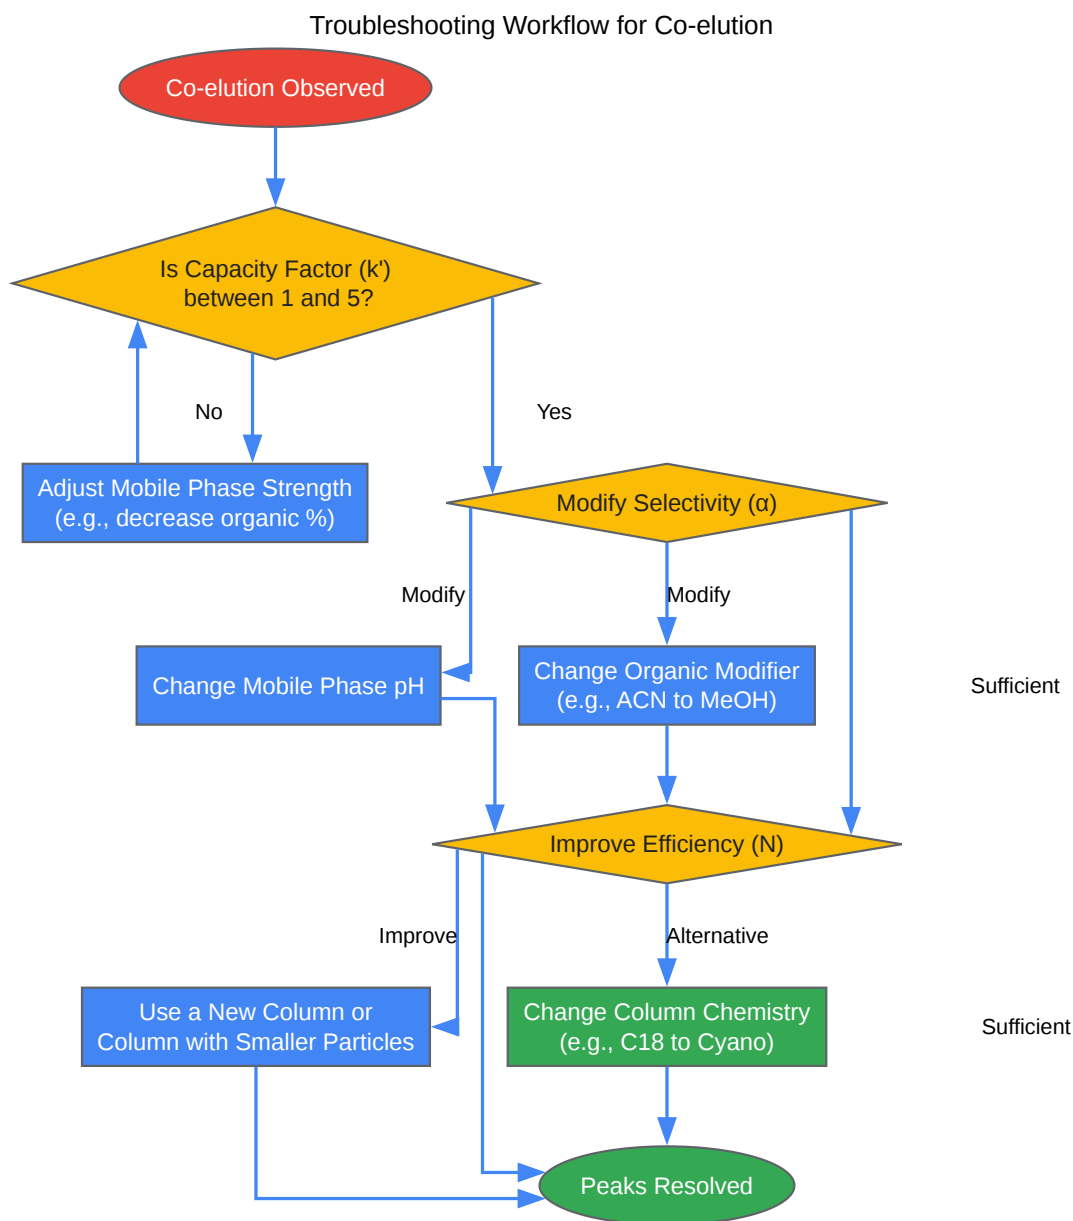 Troubleshooting Workflow for Co-elution
Co-elution Observed
Is Capacity Factor (k')
between 1 and 5?
No
Yes
Adjust Mobile Phase Strength
(e.g., decrease organic %)
Modify Selectivity (α)
Modify
Modify
Change Mobile Phase pH
Change Organic Modifier
(e.g., ACN to MeOH)
Sufficient
Improve Efficiency (N)
Improve
Alternative
Use a New Column or
Column with Smaller Particles
Change Column Chemistry
(e.g., C18 to Cyano)
Sufficient
Peaks Resolved